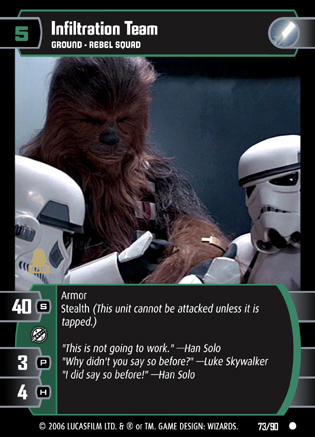 5
Infiltration Team
GROUND • REBEL SQUAD
40 S
Armor
Stealth (This unit cannot be attacked unless it is
tapped.)
"This is not going to work." —Han Solo
3 P
"Why didn't you say so before?" —Luke Skywalker
"I did say so before!" —Han Solo
4 H
© 2006 LUCASFILM LTD. & ® or TM. GAME DESIGN: WIZARDS.
73/90